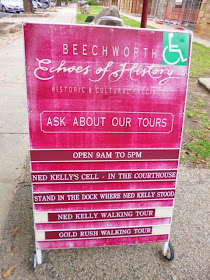 BEECHWORTH
Echoes of History
HISTORIC & CULTURAL PRECINCT
ASK ABOUT OUR TOURS
OPEN 9AM TO 5PM
NED KELLY'S CELL - IN THE COURTHOUSE
STAND IN THE DOCK WHERE NED KELLY STOOD
NED KELLY WALKING TOUR
GOLD RUSH WALKING TOUR